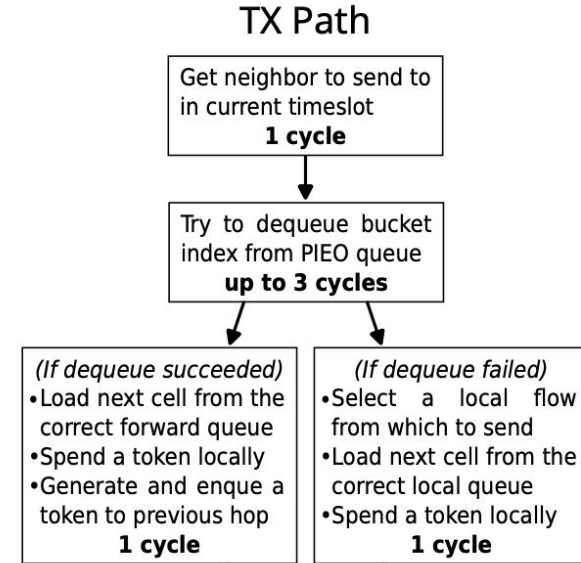 TX Path
Get neighbor to send to
in current timeslot
1 cycle
Try to dequeue bucket
index from PIEO queue
up to 3 cycles
(If dequeue succeeded)
•Load next cell from the
correct forward queue
•Spend a token locally
•Generate and enque a
token to previous hop
1 cycle
(If dequeue failed)
•Select a local flow
from which to send
•Load next cell from the
correct local queue
•Spend a token locally
1 cycle